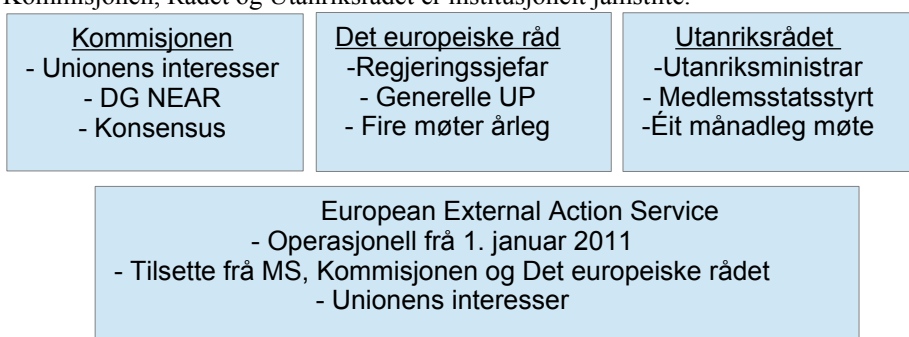 Kommisjonen, Rådet og Utanriksrådet er institusjonelt jamstilte.
Kommisjonen
- Unionens interesser
- DG NEAR
- Konsensus
Det europeiske råd
-Regjeringssjefar
- Generelle UP
- Fire møter årleg
Utanriksrådet
-Utanriksministrar
- Medlemsstatsstyrt
-Éit månadleg møte
European External Action Service
- Operasjonell frå 1. januar 2011
- Tilsette frå MS, Kommisjonen og Det europeiske rådet
- Unionens interesser